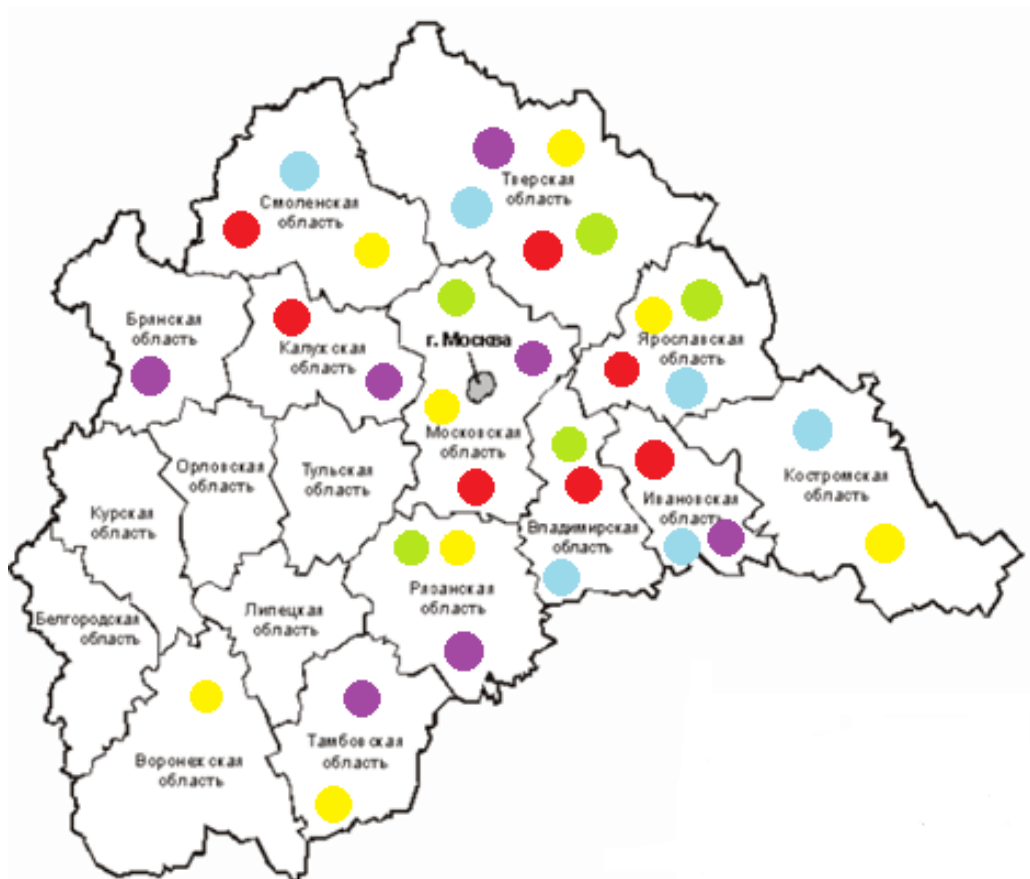 Тверская
область
Смоленская
область
Брянская
область
Калужская
область
г. Москва
Ярославская
область
Московская
область
Костромская
область
Орловская
область
Тульская
область
Ивановская
область
Курская
область
Владимирская
область
Рязанская
область
Белгородская
область
Липецкая
область
Тамбовская
область
Воронежская
область